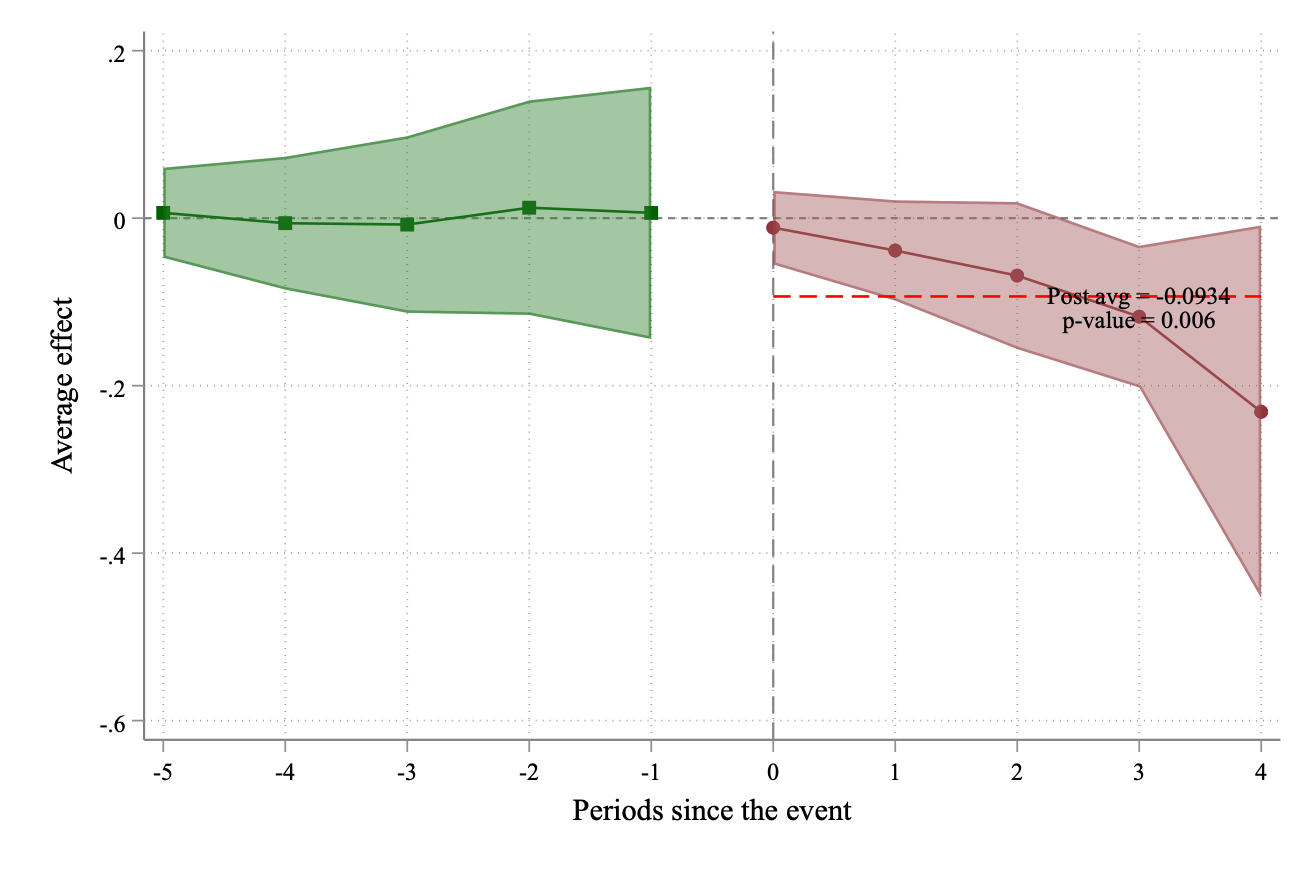 .2
0
-.2
-.4
-.6
Average effect
Post avg = -0.0934
p-value = 0.006
-5 -4 -3 -2 -1 0 1 2 3 4
Periods since the event